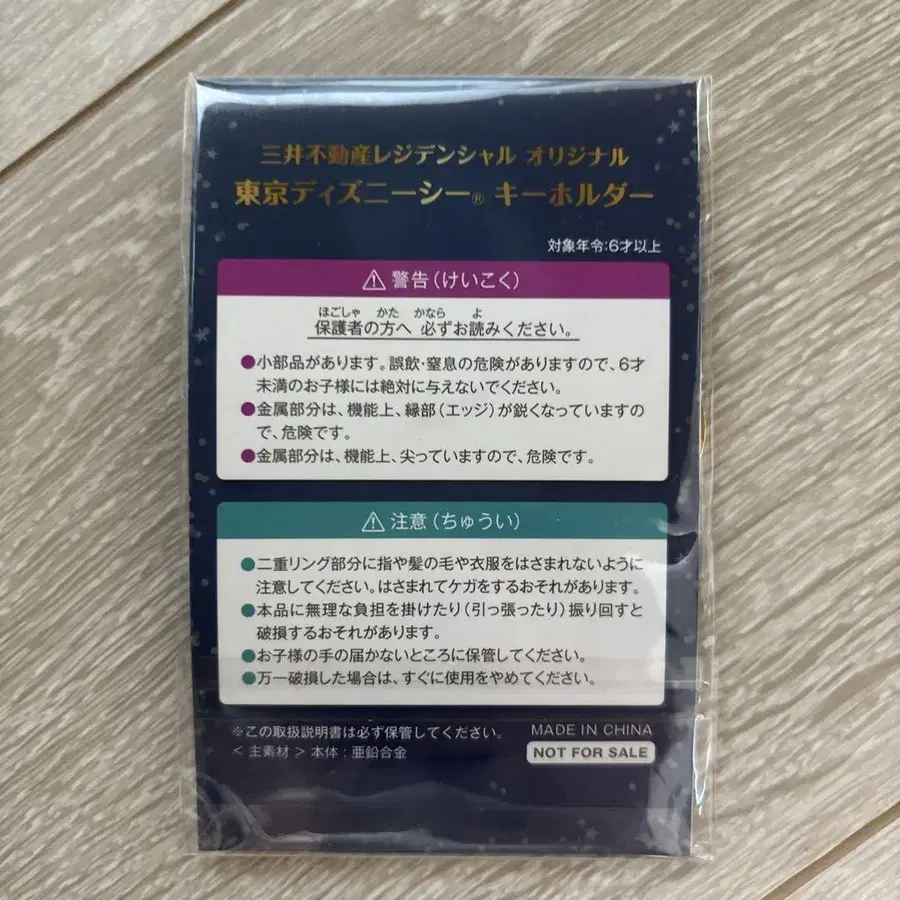 三井不動産レジデンシャル オリジナル
東京ディズニーシー® キーホルダー
対象年令:6才以上
⚠ 警告(けいこく)
ほごしゃ かた かなら よ
保護者の方へ 必ずお読みください。
●小部品があります。誤飲・窒息の危険がありますので、6才
未満のお子様には絶対に与えないでください。
●金属部分は、機能上、縁部(エッジ)が鋭くなっていますの
で、危険です。
●金属部分は、機能上、尖っていますので、危険です。
⚠ 注意(ちゅうい)
●二重リング部分に指や髪の毛や衣服をはさまれないように
注意してください。はさまれてケガをするおそれがあります。
●本品に無理な負担を掛けたり(引っ張ったり)振り回すと
破損するおそれがあります。
●お子様の手の届かないところに保管してください。
●万一破損した場合は、すぐに使用をやめてください。
※この取扱説明書は必ず保管してください。
< 主素材 > 本体:亜鉛合金
MADE IN CHINA
NOT FOR SALE